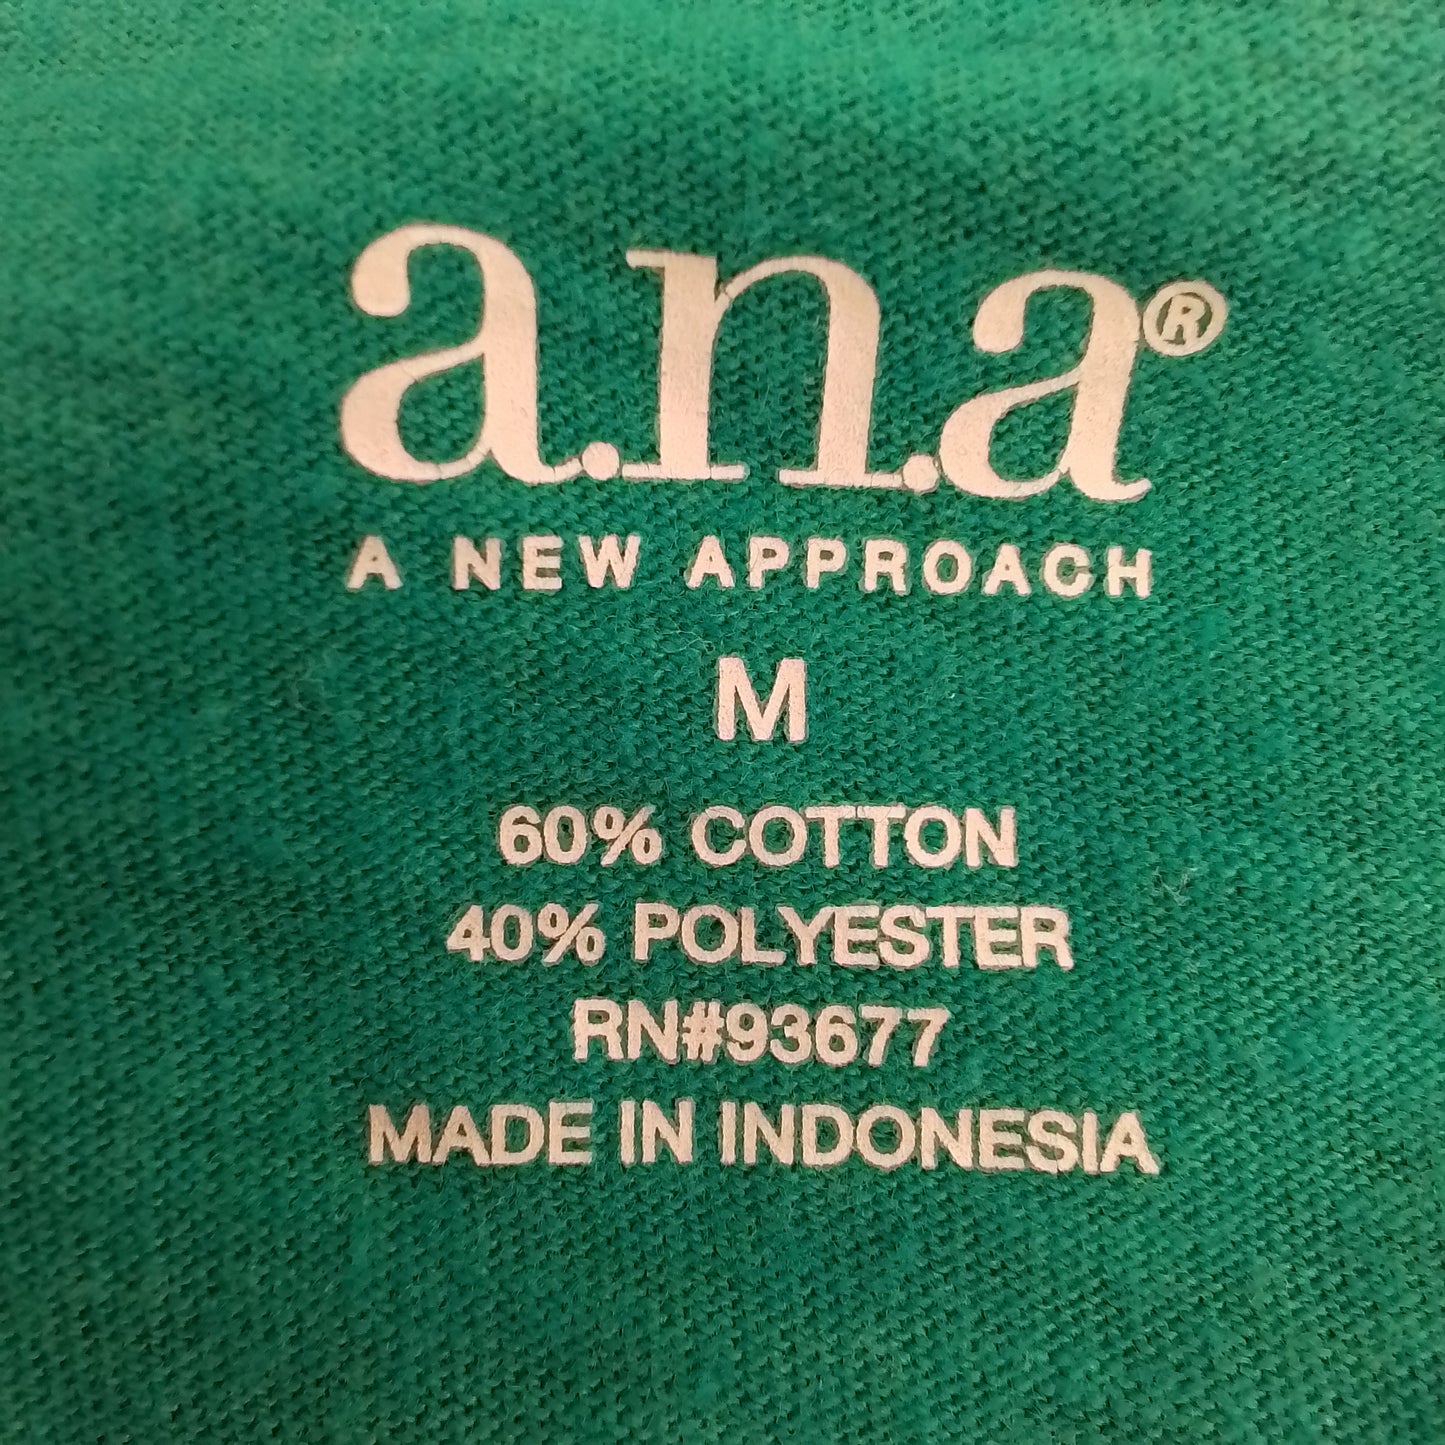 a.n.a®
A NEW APPROACH
M
60% COTTON
40% POLYESTER
RN#93677
MADE IN INDONESIA